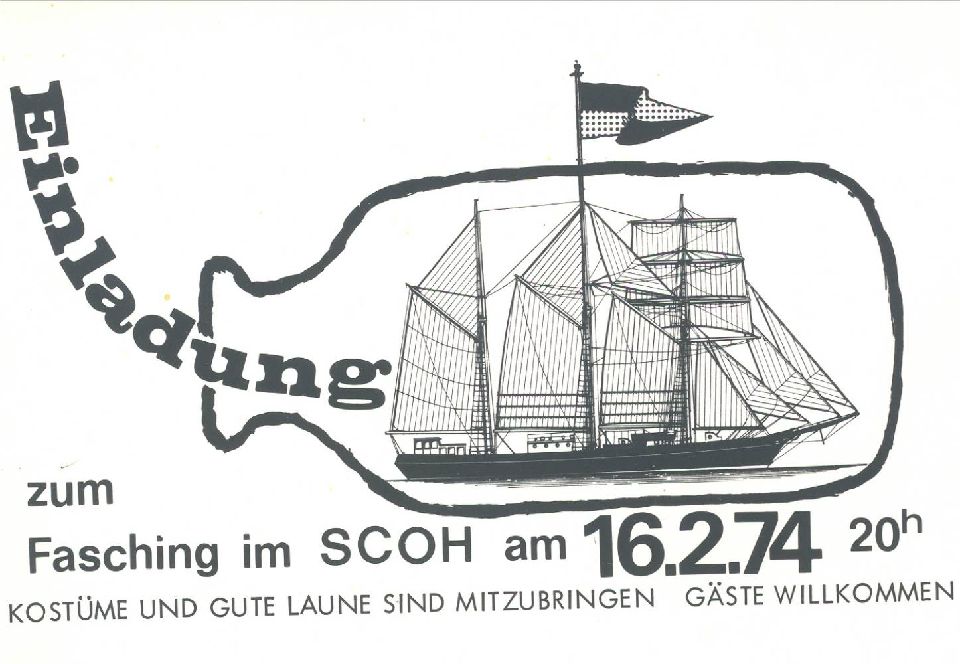 Einladung
zum
Fasching im SCOH am 16.2.74 20h
KOSTÜME UND GUTE LAUNE SIND MITZUBRINGEN GÄSTE WILLKOMMEN